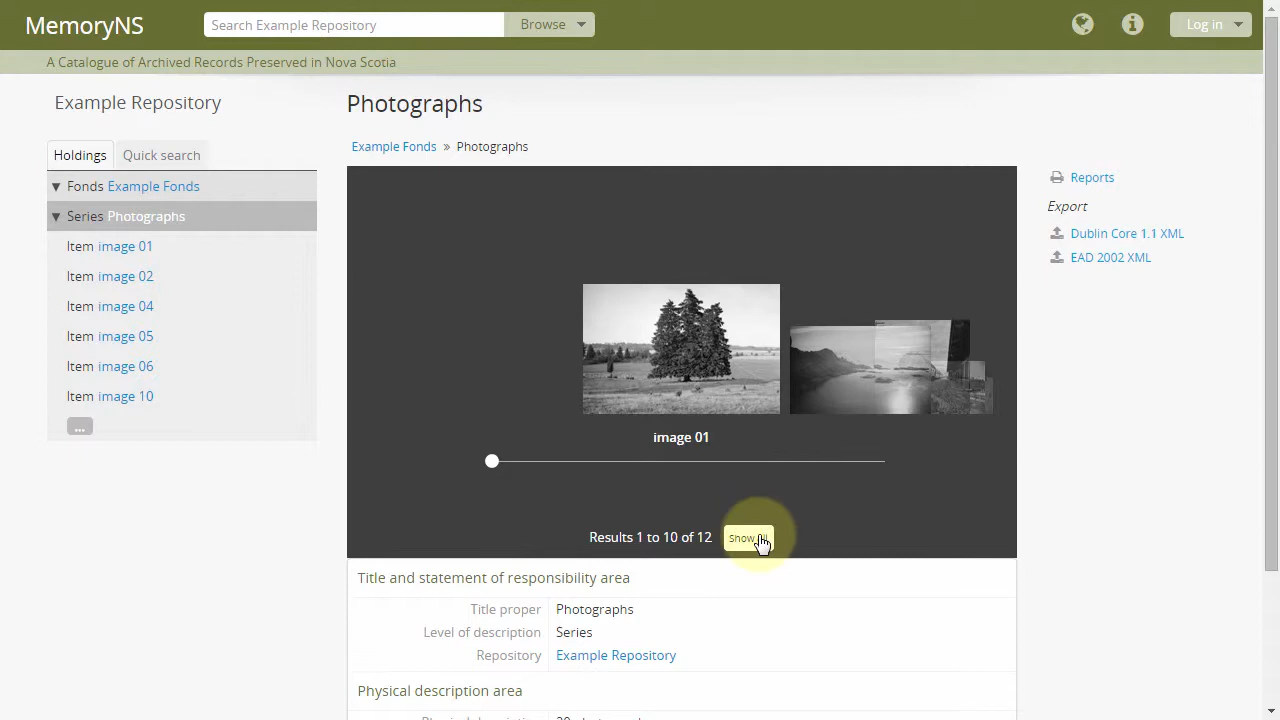 MemoryNS
Search Example Repository
Browse
Log in
A Catalogue of Archived Records Preserved in Nova Scotia
Example Repository
Holdings
Quick search
Fonds Example Fonds
Series Photographs
Item image 01
Item image 02
Item image 04
Item image 05
Item image 06
Item image 10
...
Photographs
Example Fonds » Photographs
image 01
Results 1 to 10 of 12
Show
Title and statement of responsibility area
Title proper Photographs
Level of description Series
Repository Example Repository
Physical description area
Reports
Export
Dublin Core 1.1 XML
EAD 2002 XML